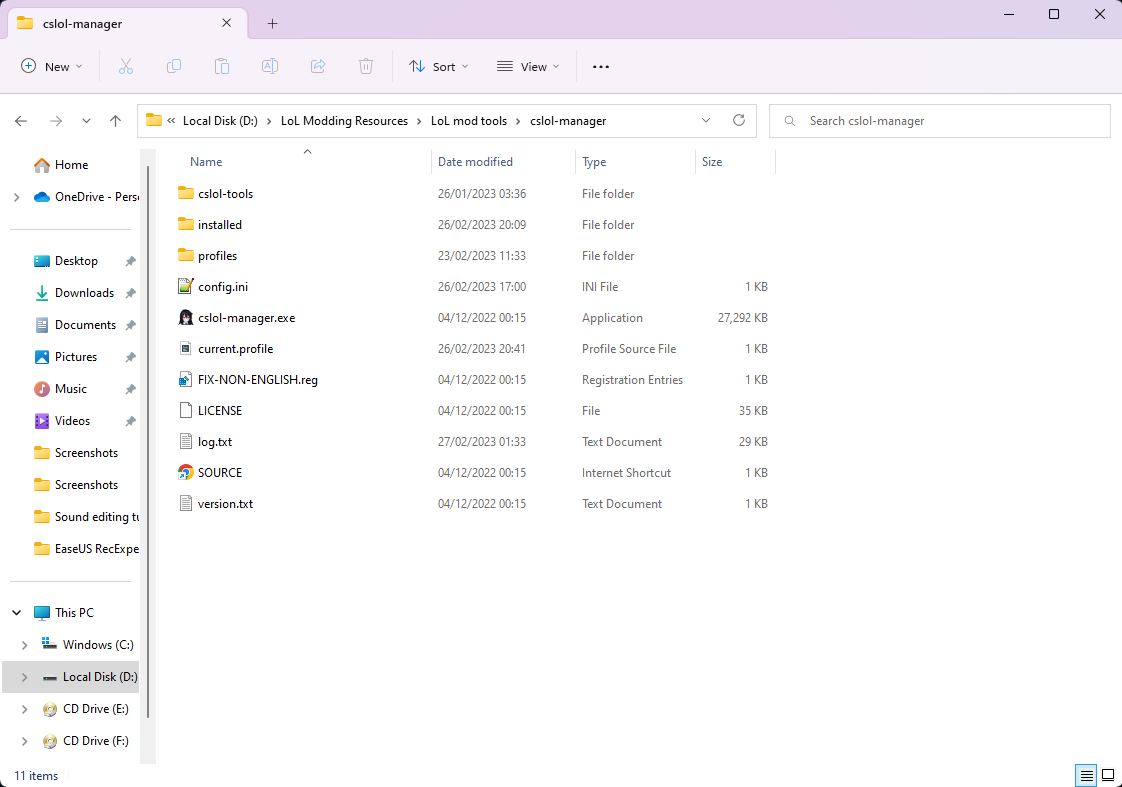 cslol-manager
New
Sort
View
Local Disk (D:) LoL Modding Resources LoL mod tools cslol-manager
Search cslol-manager
Home
OneDrive - Pers
Desktop
Downloads
Documents
Pictures
Music
Videos
Screenshots
Screenshots
Sound editing tu
EaseUS RecExpe
This PC
Windows (C:)
Local Disk (D:)
CD Drive (E:)
CD Drive (F:)
Name Date modified Type Size
cslol-tools 26/01/2023 03:36 File folder
installed 26/02/2023 20:09 File folder
profiles 23/02/2023 11:33 File folder
config.ini 26/02/2023 17:00 INI File 1 KB
cslol-manager.exe 04/12/2022 00:15 Application 27,292 KB
current.profile 26/02/2023 20:41 Profile Source File 1 KB
FIX-NON-ENGLISH.reg 04/12/2022 00:15 Registration Entries 1 KB
LICENSE 04/12/2022 00:15 File 35 KB
log.txt 27/02/2023 01:33 Text Document 29 KB
SOURCE 04/12/2022 00:15 Internet Shortcut 1 KB
version.txt 04/12/2022 00:15 Text Document 1 KB
11 items